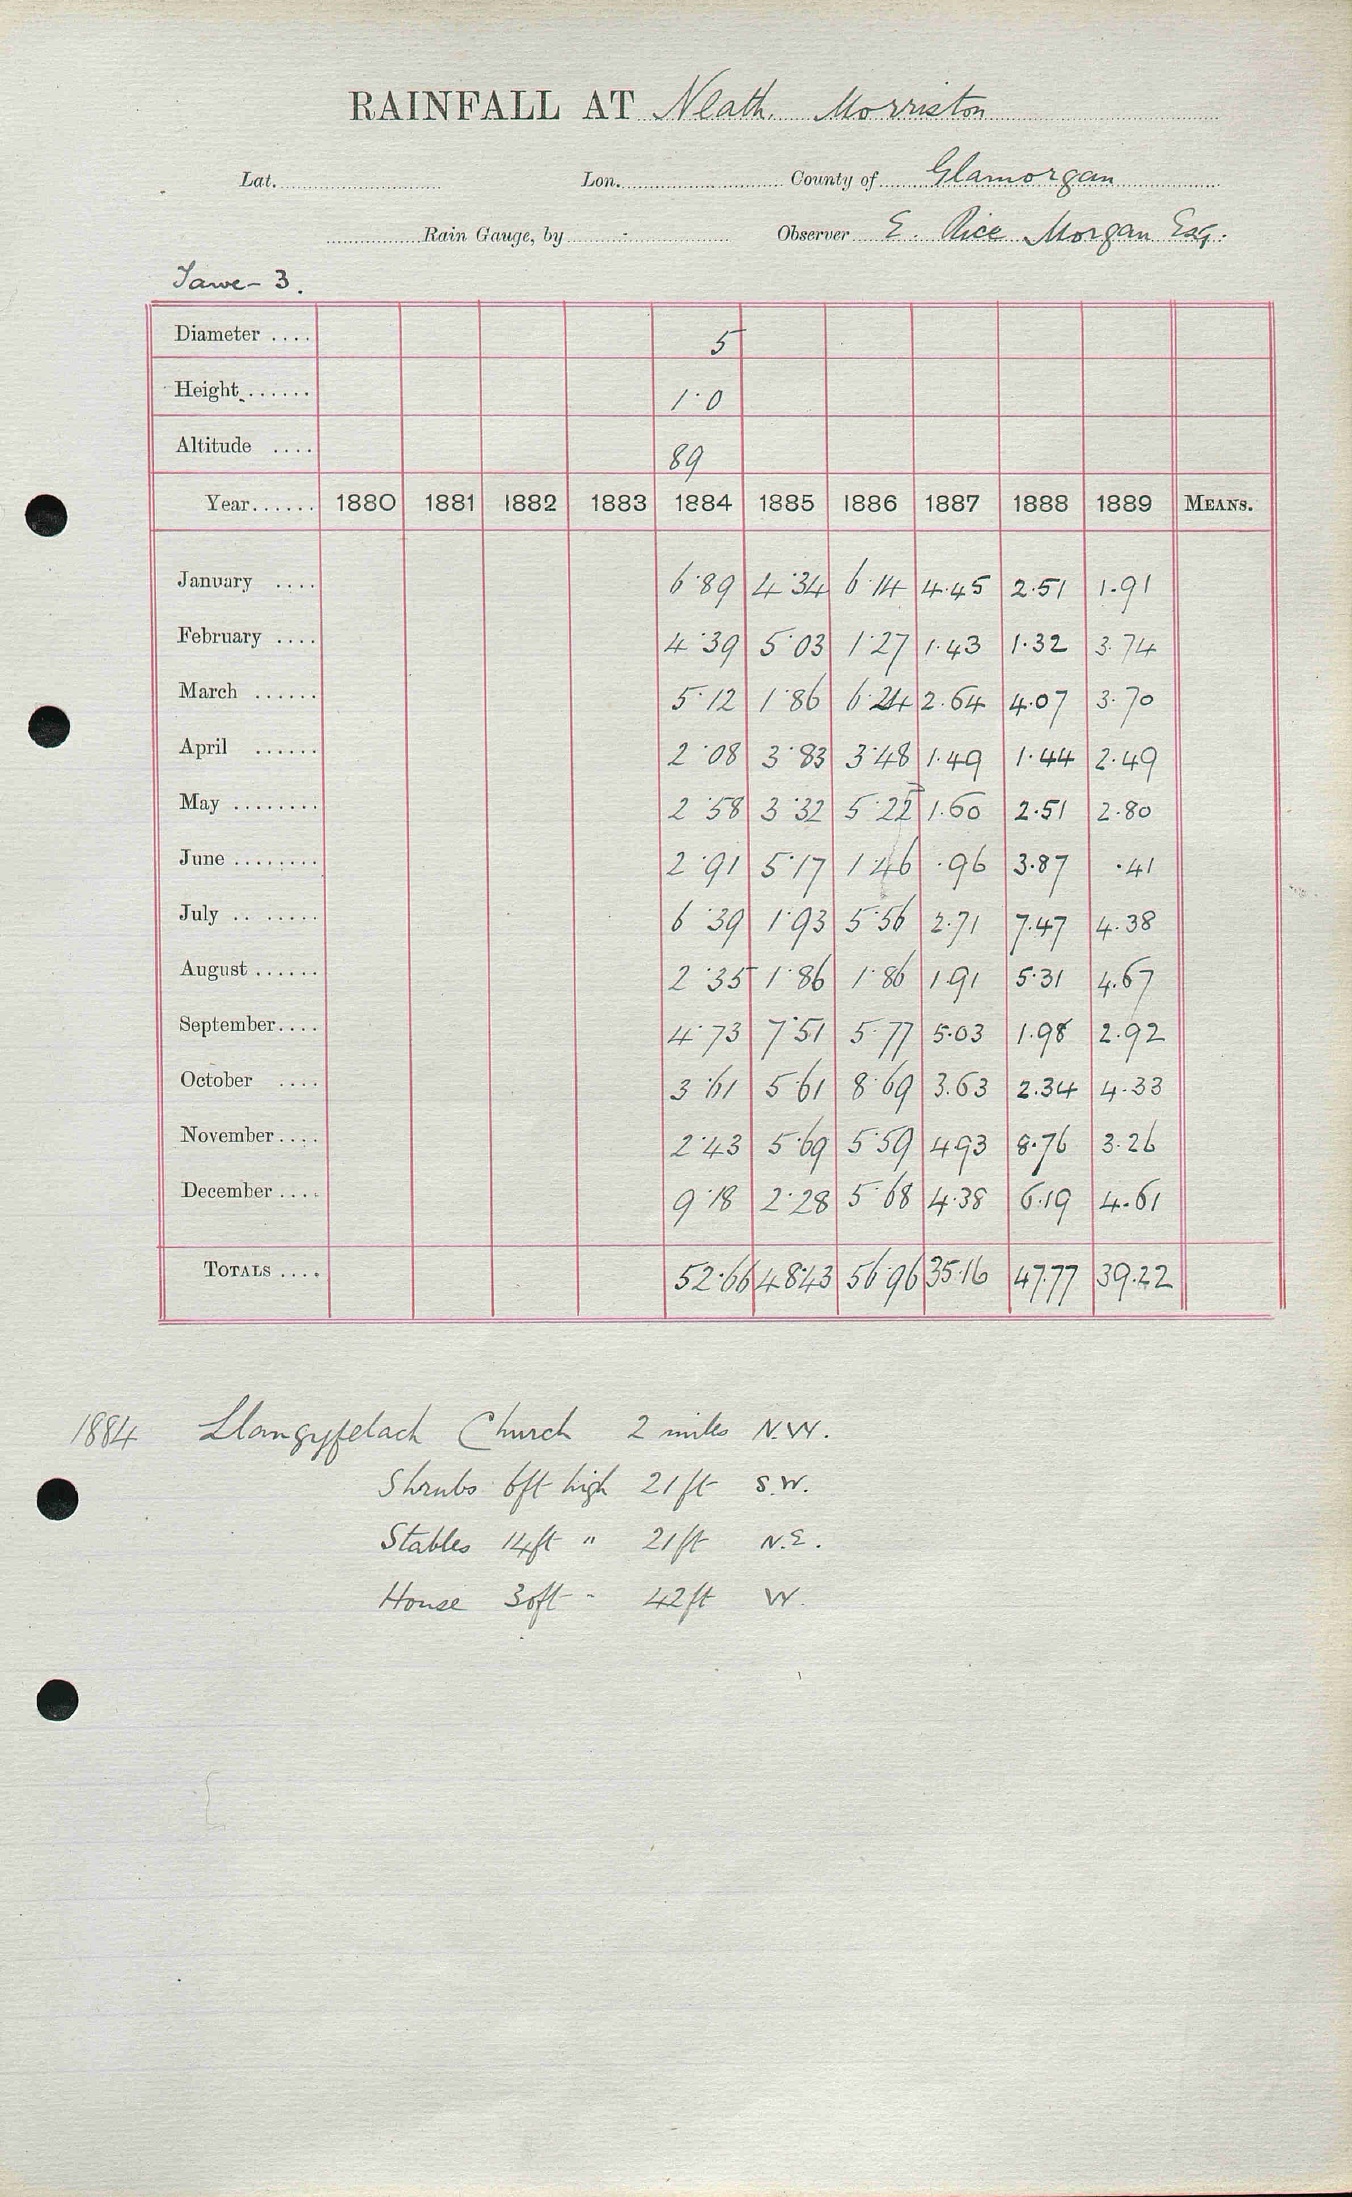 RAINFALL AT Neath. Morriston
Lat. Lon. County of Glamorgan
Rain Gauge, by Observer E. Rice Morgan Esq.
Tawe - 3.
Diameter .... 5
Height ...... 1·0
Altitude .... 89
Year...... 1880 1881 1882 1883 1884 1885 1886 1887 1888 1889 MEANS.
January .... 6·89 4·34 6·14 4.45 2.51 1.91
February .... 4·39 5·03 1·27 1.43 1.32 3.74
March ...... 5·12 1·86 6·24 2.64 4.07 3.70
April ...... 2·08 3·83 3·48 1.49 1.44 2.49
May ........ 2·58 3·32 5·22 1.60 2.51 2.80
June ........ 2·91 5·17 1·46 .96 3.87 .41
July .. ..... 6·39 1·93 5·56 2.71 7.47 4.38
August ...... 2·35 1·86 1·86 1.91 5.31 4.67
September.... 4·73 7·51 5·77 5.03 1.98 2.92
October .... 3·61 5·61 8·69 3.63 2.34 4.33
November.... 2·43 5·69 5·59 4.93 8.76 3.26
December .... 9·18 2·28 5·68 4.38 6.19 4.61
TOTALS .... 52·66 48·43 56·96 35·16 47.77 39.22
1884 Llangyfelach Church 2 miles N.W.
Shrubs 6ft high 21ft S.W.
Stables 14ft " 21ft N.E.
House 30ft " 42ft W.